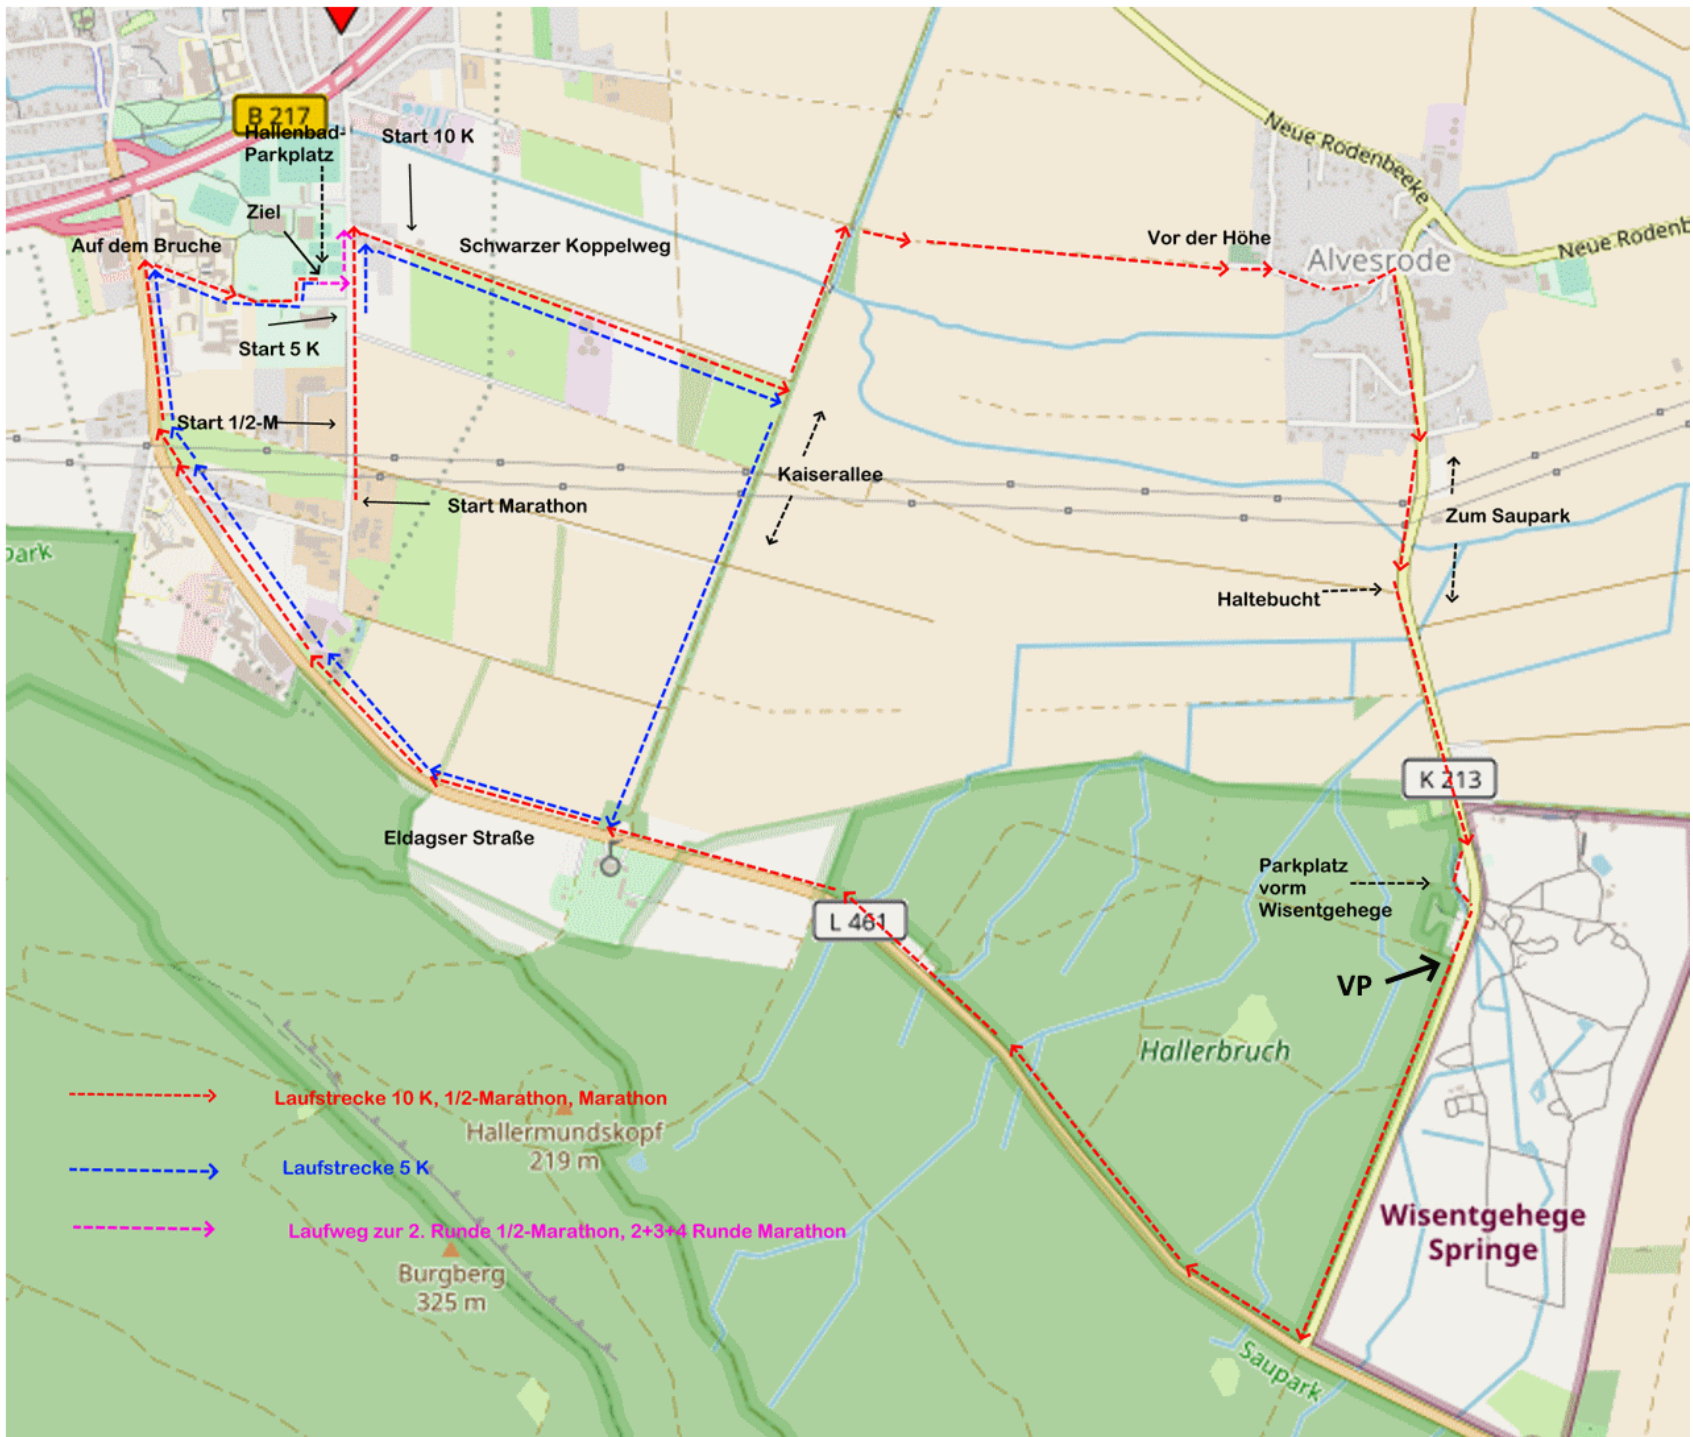 B 217
Hallenbad-
Parkplatz
Start 10 K
Ziel
Auf dem Bruche
Schwarzer Koppelweg
Vor der Höhe
Neue Rodenbeeke
Neue Rodenb
Alvesrode
Start 5 K
Start 1/2-M
Start Marathon
Kaiserallee
Zum Saupark
park
Haltebucht
K 213
Eldagser Straße
L 461
Parkplatz
vorm
Wisentgehege
VP
Hallerbruch
Laufstrecke 10 K, 1/2-Marathon, Marathon
Hallermundskopf
219 m
Laufstrecke 5 K
Laufweg zur 2. Runde 1/2-Marathon, 2+3+4 Runde Marathon
Burgberg
325 m
Wisentgehege
Springe
Saupark